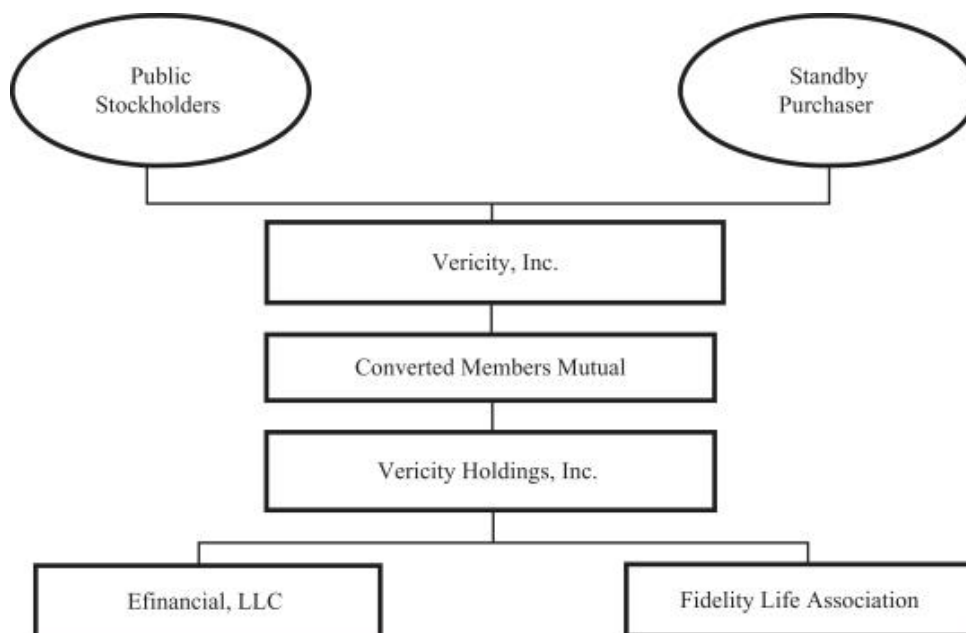 Public
Stockholders
Standby
Purchaser
Vericity, Inc.
Converted Members Mutual
Vericity Holdings, Inc.
Efinancial, LLC
Fidelity Life Association